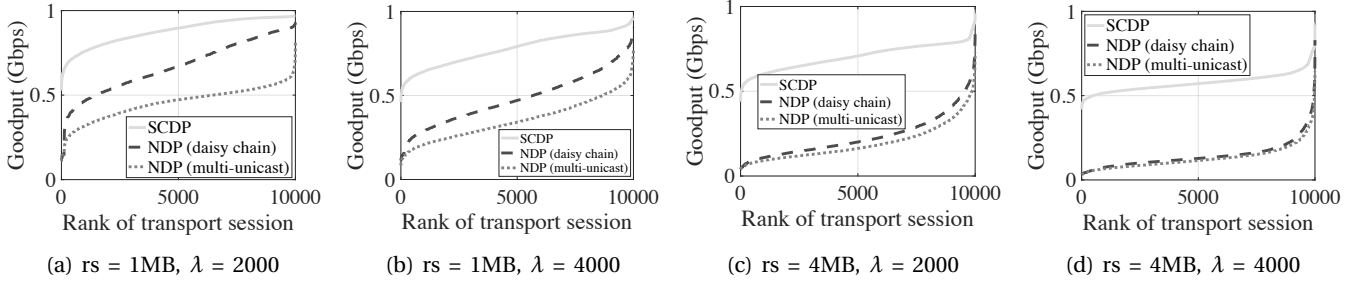 1
0.5
0
Goodput (Gbps)
SCDP
NDP (daisy chain)
NDP (multi-unicast)
0
5000
10000
Rank of transport session
(a) rs = 1MB, λ = 2000
1
0.5
0
Goodput (Gbps)
SCDP
NDP (daisy chain)
NDP (multi-unicast)
0
5000
10000
Rank of transport session
(b) rs = 1MB, λ = 4000
1
0.5
0
Goodput (Gbps)
SCDP
NDP (daisy chain)
NDP (multi-unicast)
0
5000
10000
Rank of transport session
(c) rs = 4MB, λ = 2000
1
0.5
0
Goodput (Gbps)
SCDP
NDP (daisy chain)
NDP (multi-unicast)
0
5000
10000
Rank of transport session
(d) rs = 4MB, λ = 4000